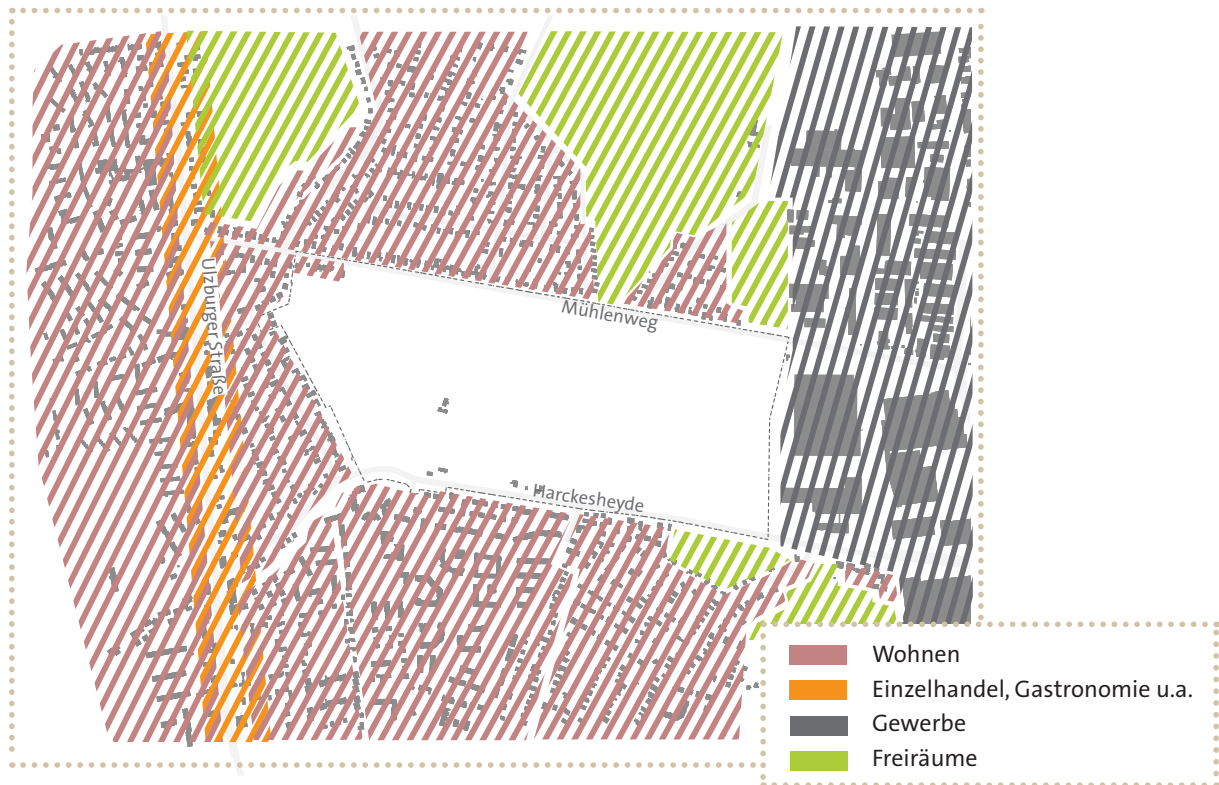 Ulzburger Straße
Mühlenweg
Harckesheyde
Wohnen
Einzelhandel, Gastronomie u.a.
Gewerbe
Freiräume